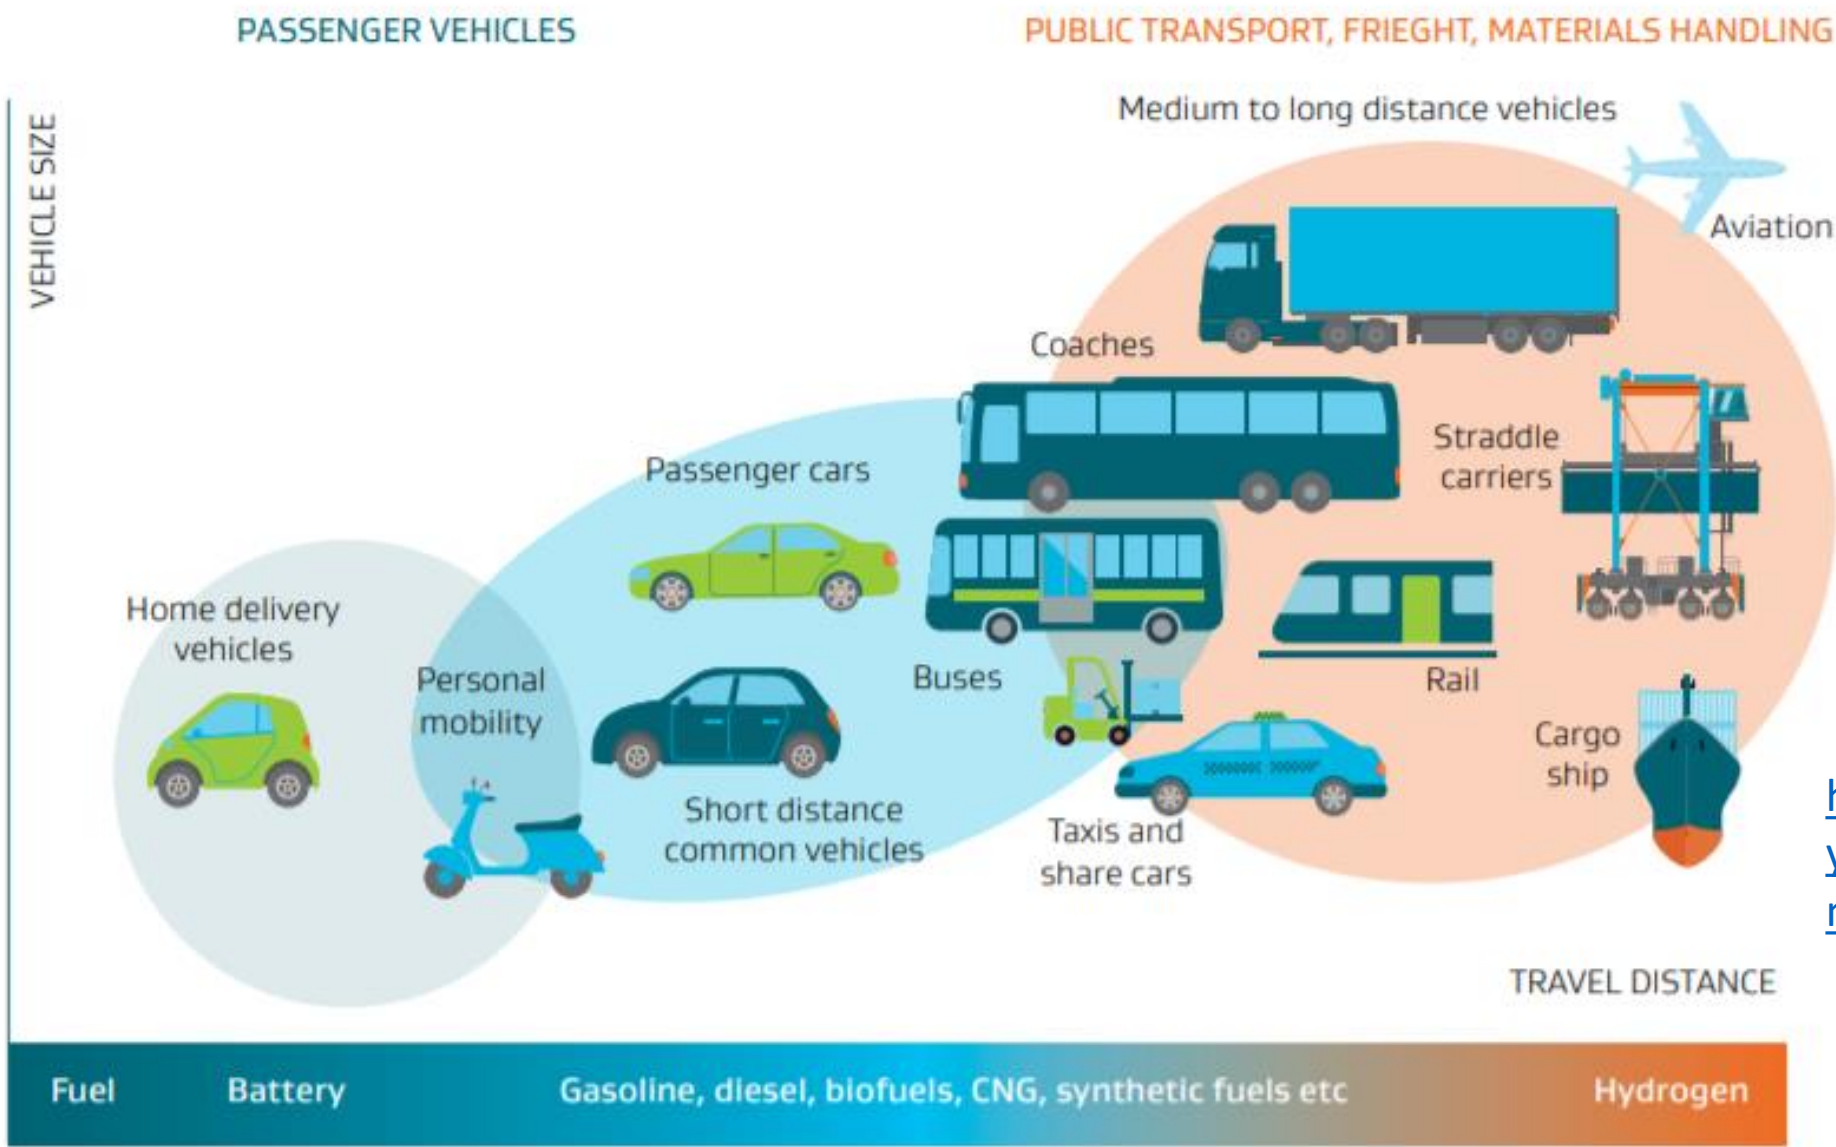 PASSENGER VEHICLES
PUBLIC TRANSPORT, FRIEGHT, MATERIALS HANDLING
VEHICLE SIZE
Medium to long distance vehicles
Aviation
Coaches
Straddle
carriers
Passenger cars
Home delivery
vehicles
Personal
mobility
Buses
Rail
Short distance
common vehicles
Cargo
ship
Taxis and
share cars
TRAVEL DISTANCE
Fuel
Battery
Gasoline, diesel, biofuels, CNG, synthetic fuels etc
Hydrogen